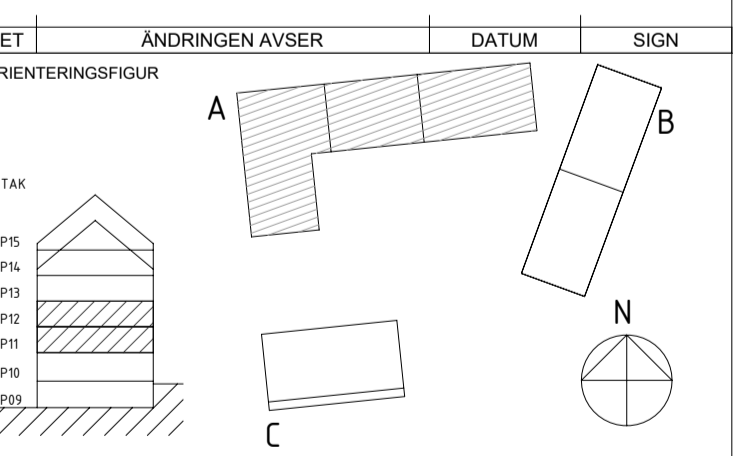 ET ÄNDRINGEN AVSER DATUM SIGN
RIENTERINGSFIGUR
A
B
TAK
P15
P14
P13
P12
P11
P10
P09
N
C